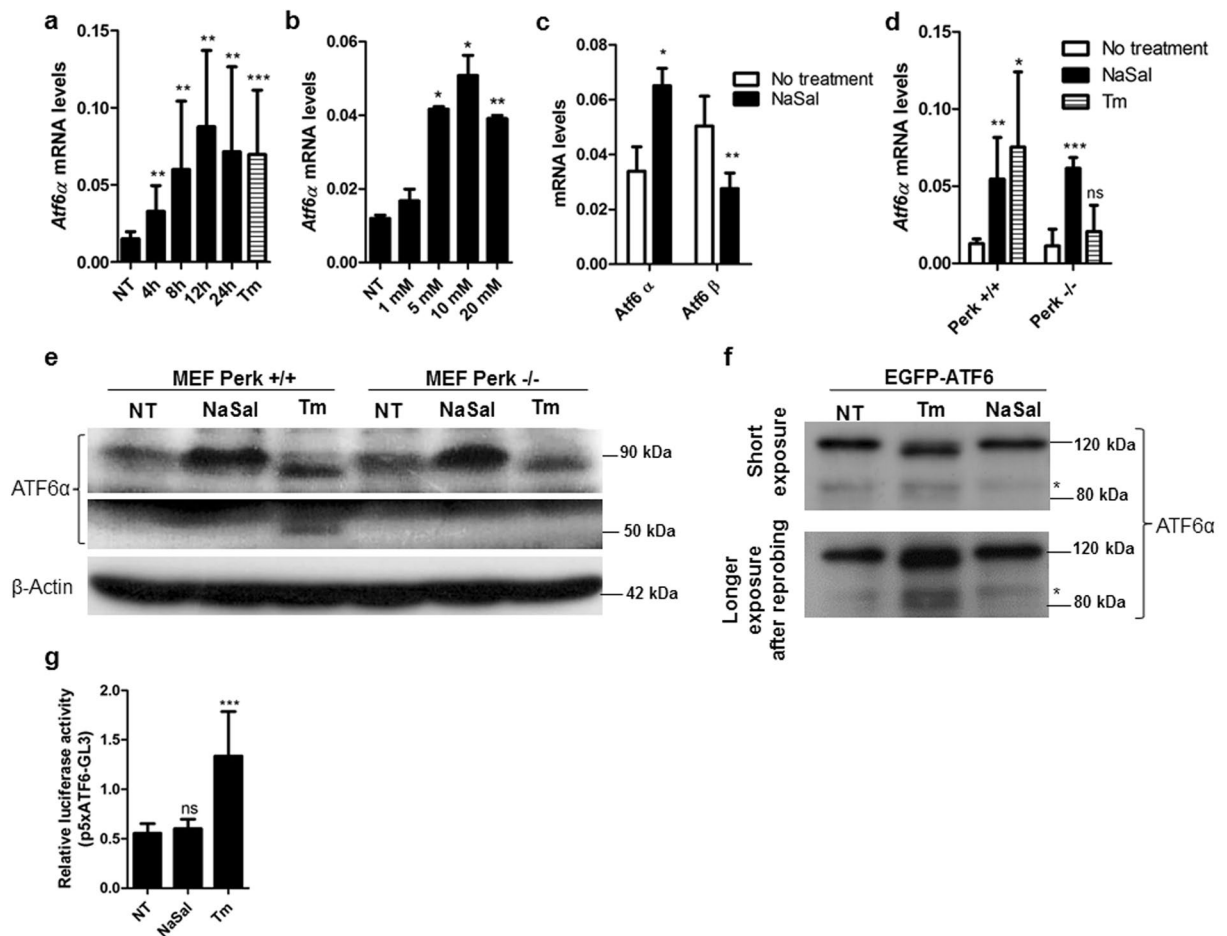 a
Atf6α mRNA levels
0.15
0.10
0.05
0.00
**
**
**
**
***
NT
4h
8h
12h
24h
Tm
b
Atf6α mRNA levels
0.06
0.04
0.02
0.00
*
*
**
NT
1 mM
5 mM
10 mM
20 mM
c
mRNA levels
0.08
0.06
0.04
0.02
0.00
*
**
No treatment
NaSal
Atf6 α
Atf6 β
d
Atf6α mRNA levels
0.15
0.10
0.05
0.00
No treatment
NaSal
Tm
**
*
***
ns
Perk +/+
Perk -/-
e
MEF Perk +/+
MEF Perk -/-
NT
NaSal
Tm
NT
NaSal
Tm
ATF6α
90 kDa
50 kDa
β-Actin
42 kDa
f
EGFP-ATF6
NT
Tm
NaSal
Short
exposure
120 kDa
*
80 kDa
Longer
exposure
after reprobing
120 kDa
*
80 kDa
ATF6α
g
Relative luciferase activity
(p5xATF6-GL3)
2.0
1.5
1.0
0.5
0.0
ns
***
NT
NaSal
Tm